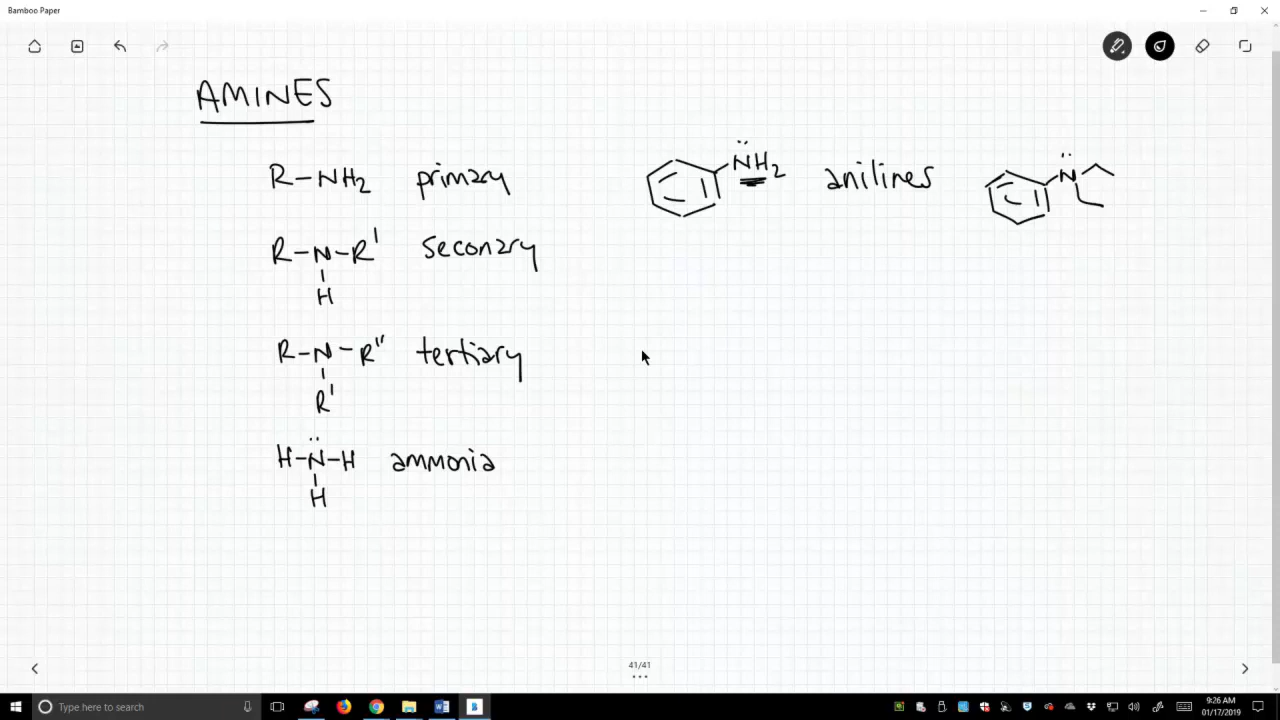 Bamboo Paper
AMINES
R-NH2 primary
NH2 anilines
N
R-N-R' seconary
H
R-N-R" tertiary
R'
H-N-H ammonia
H
41/41
Type here to search
9:26 AM
01/17/2019